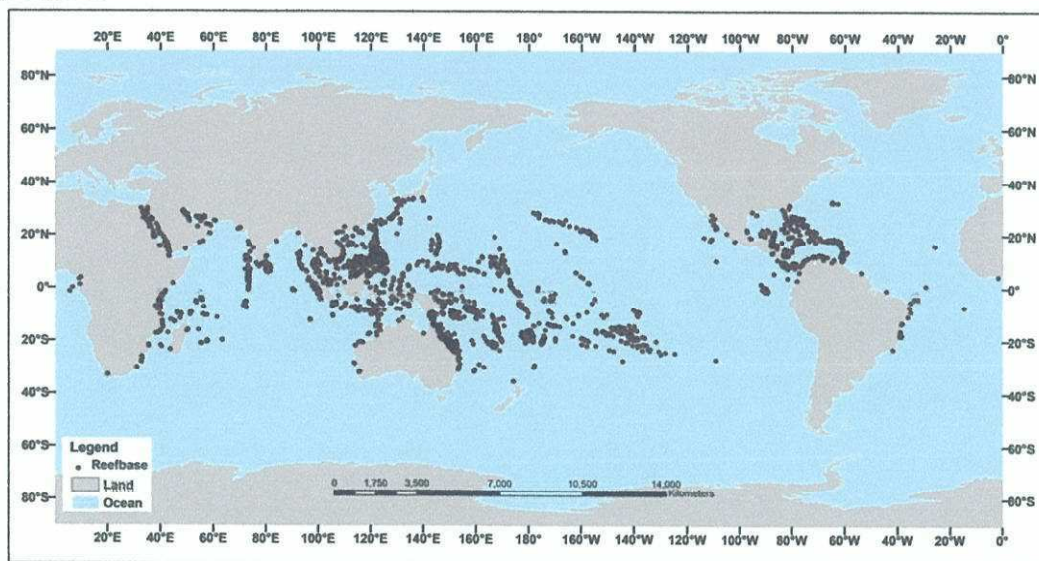 20°E 40°E 60°E 80°E 100°E 120°E 140°E 160°E 180° 160°W 140°W 120°W 100°W 80°W 60°W 40°W 20°W 0°
80°N 80°N
60°N 60°N
40°N 40°N
20°N 20°N
0° 0°
20°S 20°S
40°S 40°S
60°S 60°S
80°S 80°S
Legend
Reefbase
Land
Ocean
0 1,750 3,500 7,000 10,500 14,000
Kilometers
20°E 40°E 60°E 80°E 100°E 120°E 140°E 160°E 180° 160°W 140°W 120°W 100°W 80°W 60°W 40°W 20°W 0°